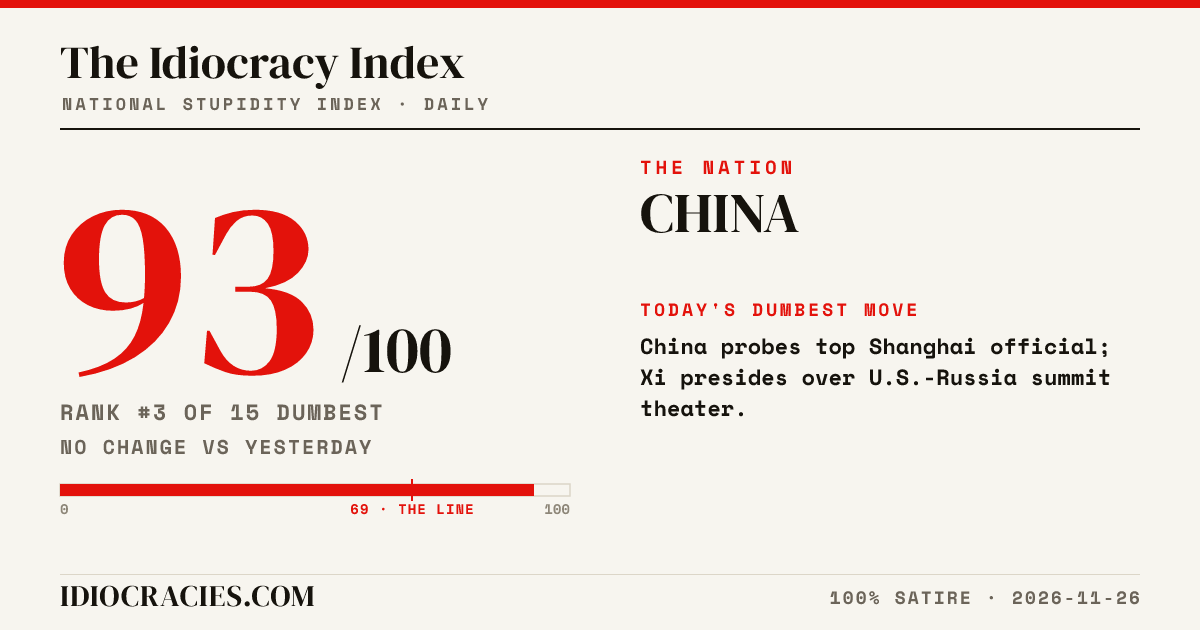 The Idiocracy Index
NATIONAL STUPIDITY INDEX · DAILY
93 /100
RANK #3 OF 15 DUMBEST
NO CHANGE VS YESTERDAY
0
69 · THE LINE
100
THE NATION
CHINA
TODAY'S DUMBEST MOVE
China probes top Shanghai official;
Xi presides over U.S.-Russia summit
theater.
IDIOCRACIES.COM
100% SATIRE · 2026-11-26